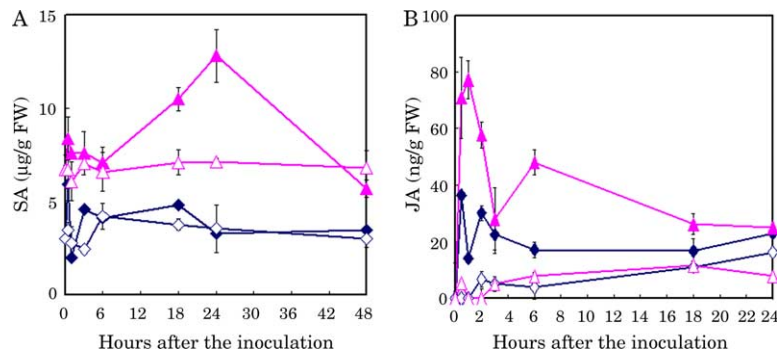 A
B
SA (µg/g FW)
15
10
5
0
0 6 12 18 24 30 36 42 48
Hours after the inoculation
JA (ng/g FW)
100
80
60
40
20
0
0 2 4 6 8 10 12 14 16 18 20 22 24
Hours after the inoculation